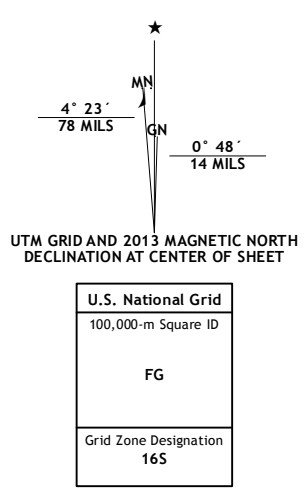 MN
4° 23´
78 MILS
GN
0° 48´
14 MILS
UTM GRID AND 2013 MAGNETIC NORTH
DECLINATION AT CENTER OF SHEET
U.S. National Grid
100,000-m Square ID
FG
Grid Zone Designation
16S